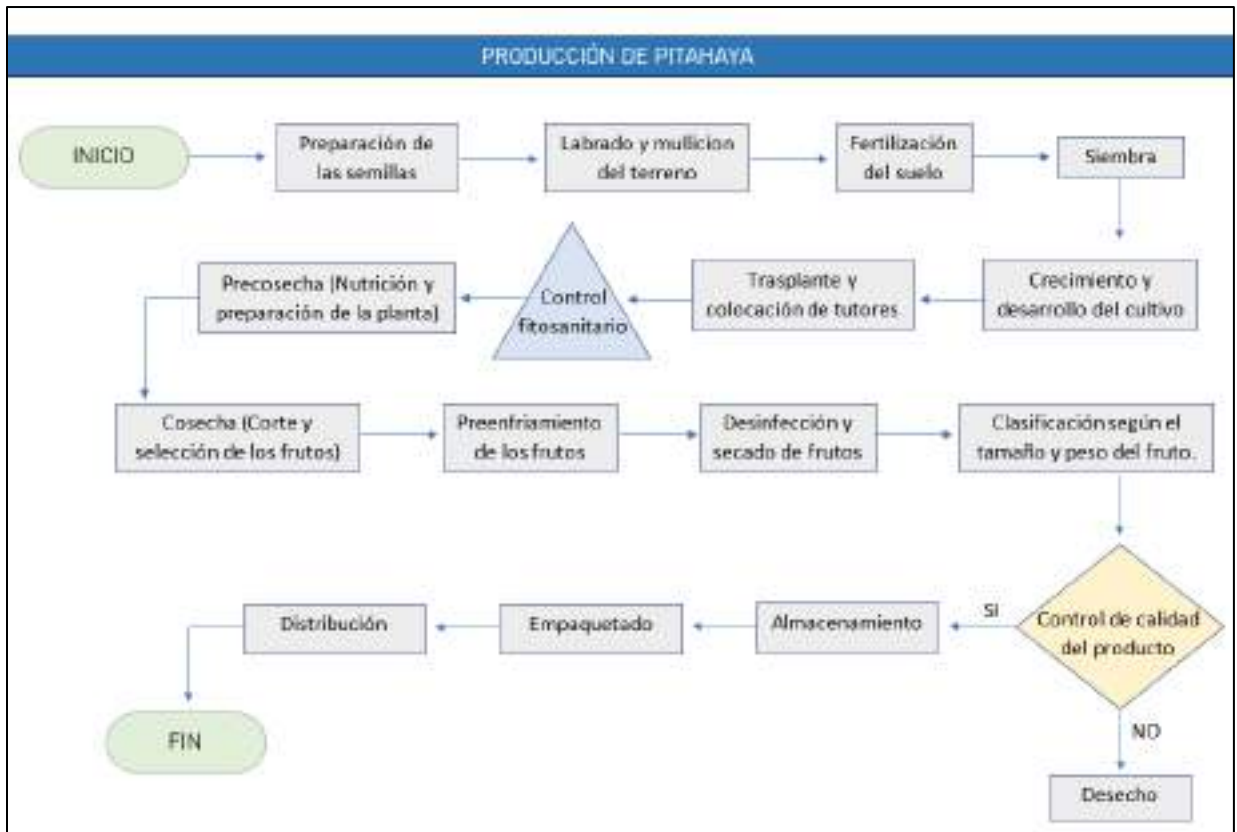 PRODUCCIÓN DE PITAHAYA
INICIO
Preparación de
las semillas
Labrado y mullicion
del terreno
Fertilización
del suelo
Siembra
Crecimiento y
desarrollo del cultivo
Trasplante y
colocación de tutores
Control
fitosanitario
Precosecha (Nutrición y
preparación de la planta)
Cosecha (Corte y
selección de los frutos)
Preenfriamiento
de los frutos
Desinfección y
secado de frutos
Clasificación según el
tamaño y peso del fruto.
Control de calidad
del producto
SI
Almacenamiento
Empaquetado
Distribución
FIN
NO
Desecho